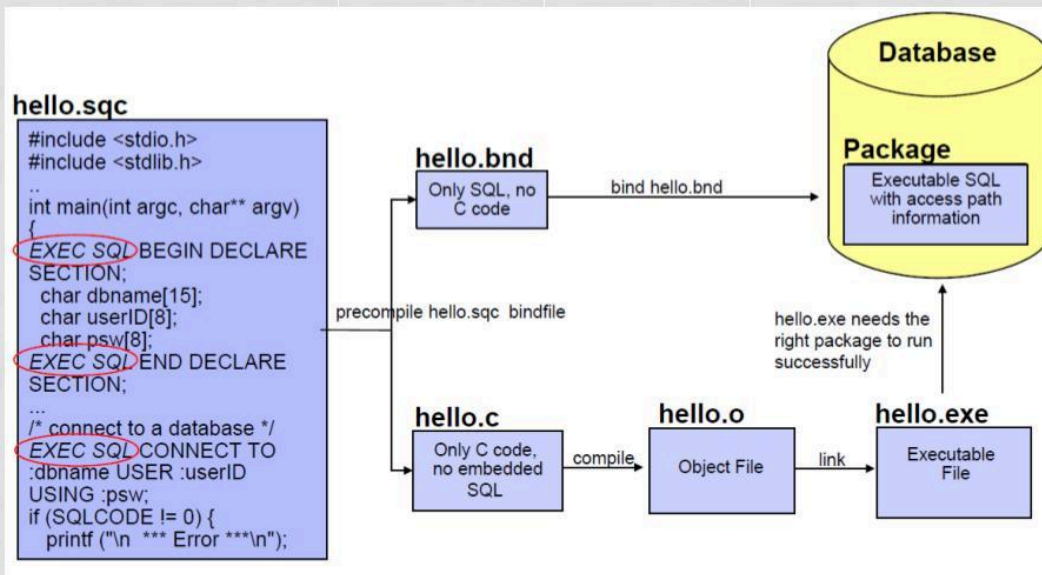 hello.sqc
#include <stdio.h>
#include <stdlib.h>
..
int main(int argc, char** argv)
{
EXEC SQL BEGIN DECLARE
SECTION;
char dbname[15];
char userID[8];
char psw[8];
EXEC SQL END DECLARE
SECTION;
...
/* connect to a database */
EXEC SQL CONNECT TO
:dbname USER :userID
USING :psw;
if (SQLCODE != 0) {
printf ("\n *** Error ***\n");
precompile hello.sqc bindfile
hello.bnd
Only SQL, no
C code
bind hello.bnd
Database
Package
Executable SQL
with access path
information
hello.c
Only C code,
no embedded
SQL
compile
hello.o
Object File
link
hello.exe
Executable
File
hello.exe needs the
right package to run
successfully